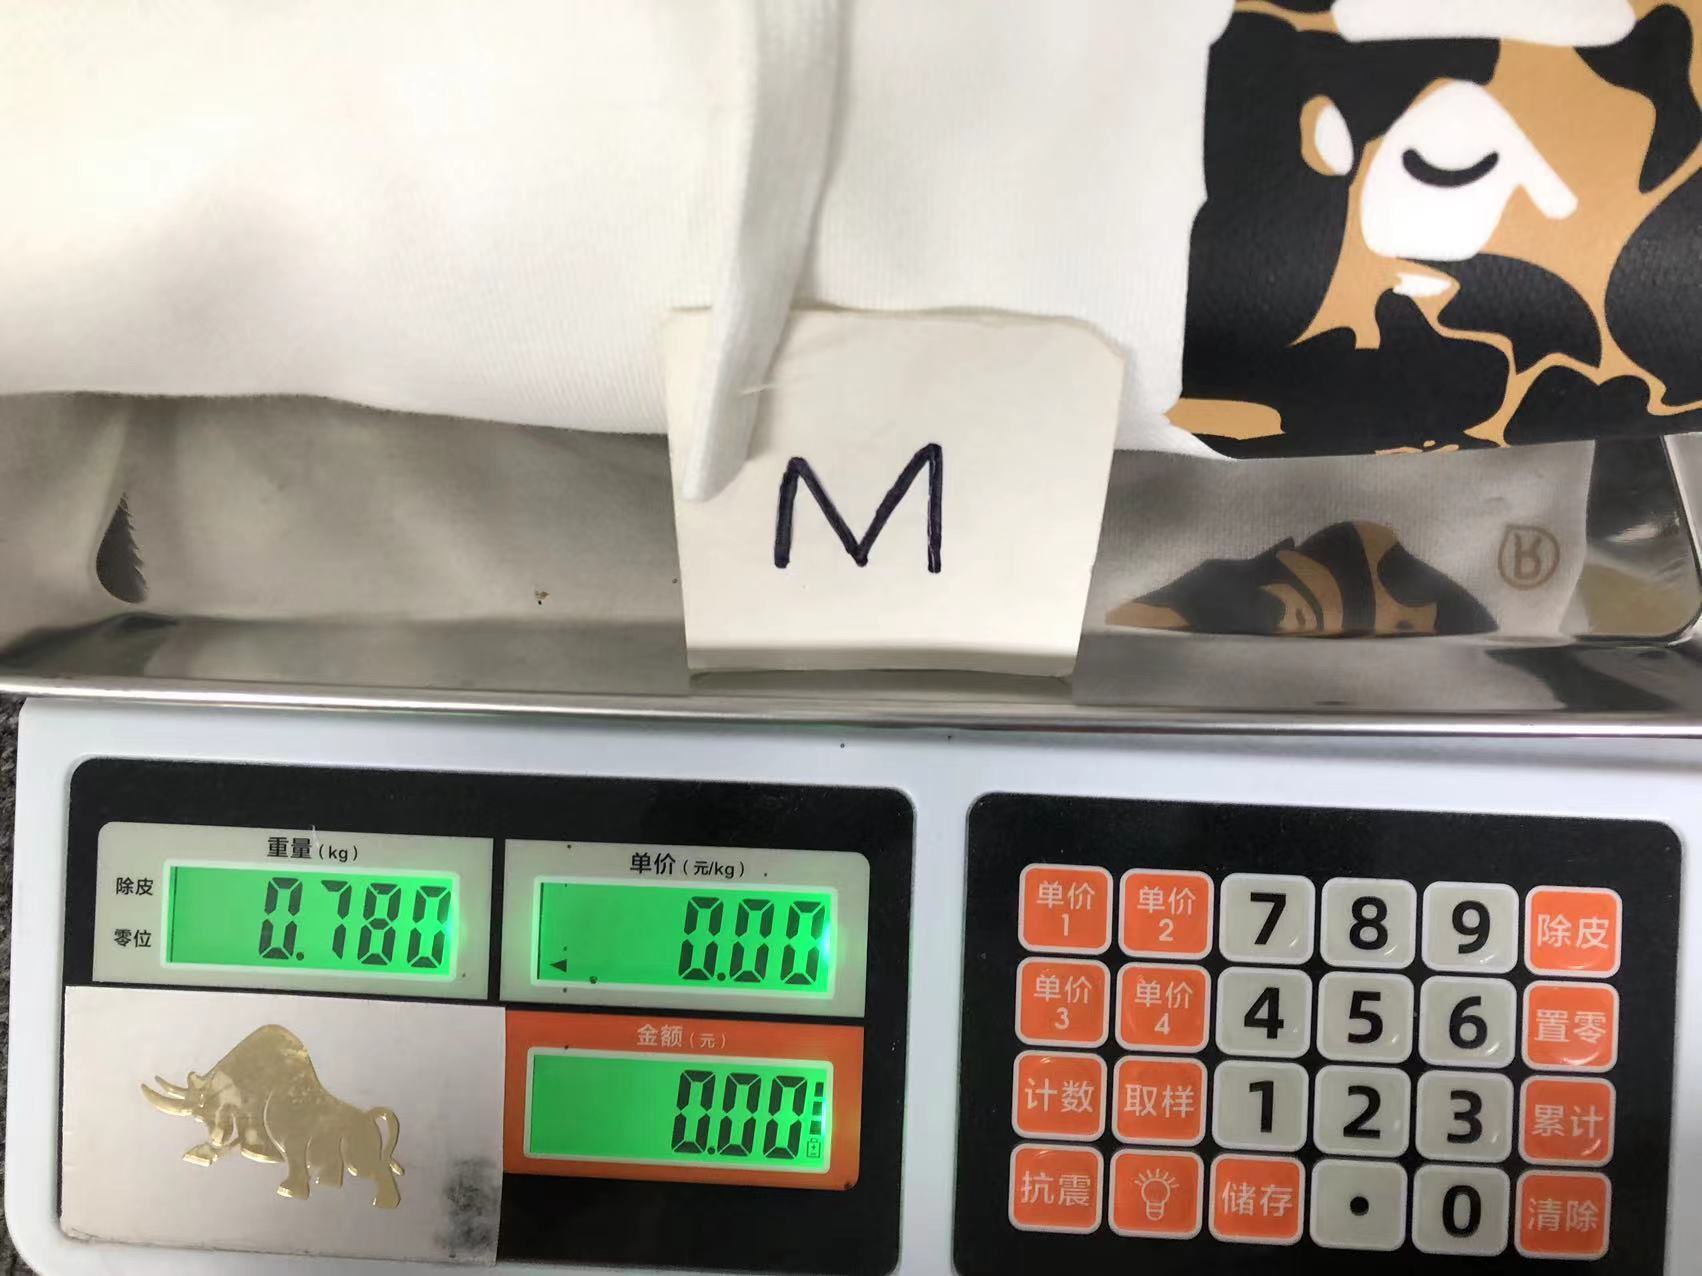 M
®
重量(kg)
除皮
零位
0.780
单价(元/kg)
0.00
金额(元)
0.00
单价1 单价2 7 8 9 除皮
单价3 单价4 4 5 6 置零
计数 取样 1 2 3 累计
抗震 储存 . 0 清除